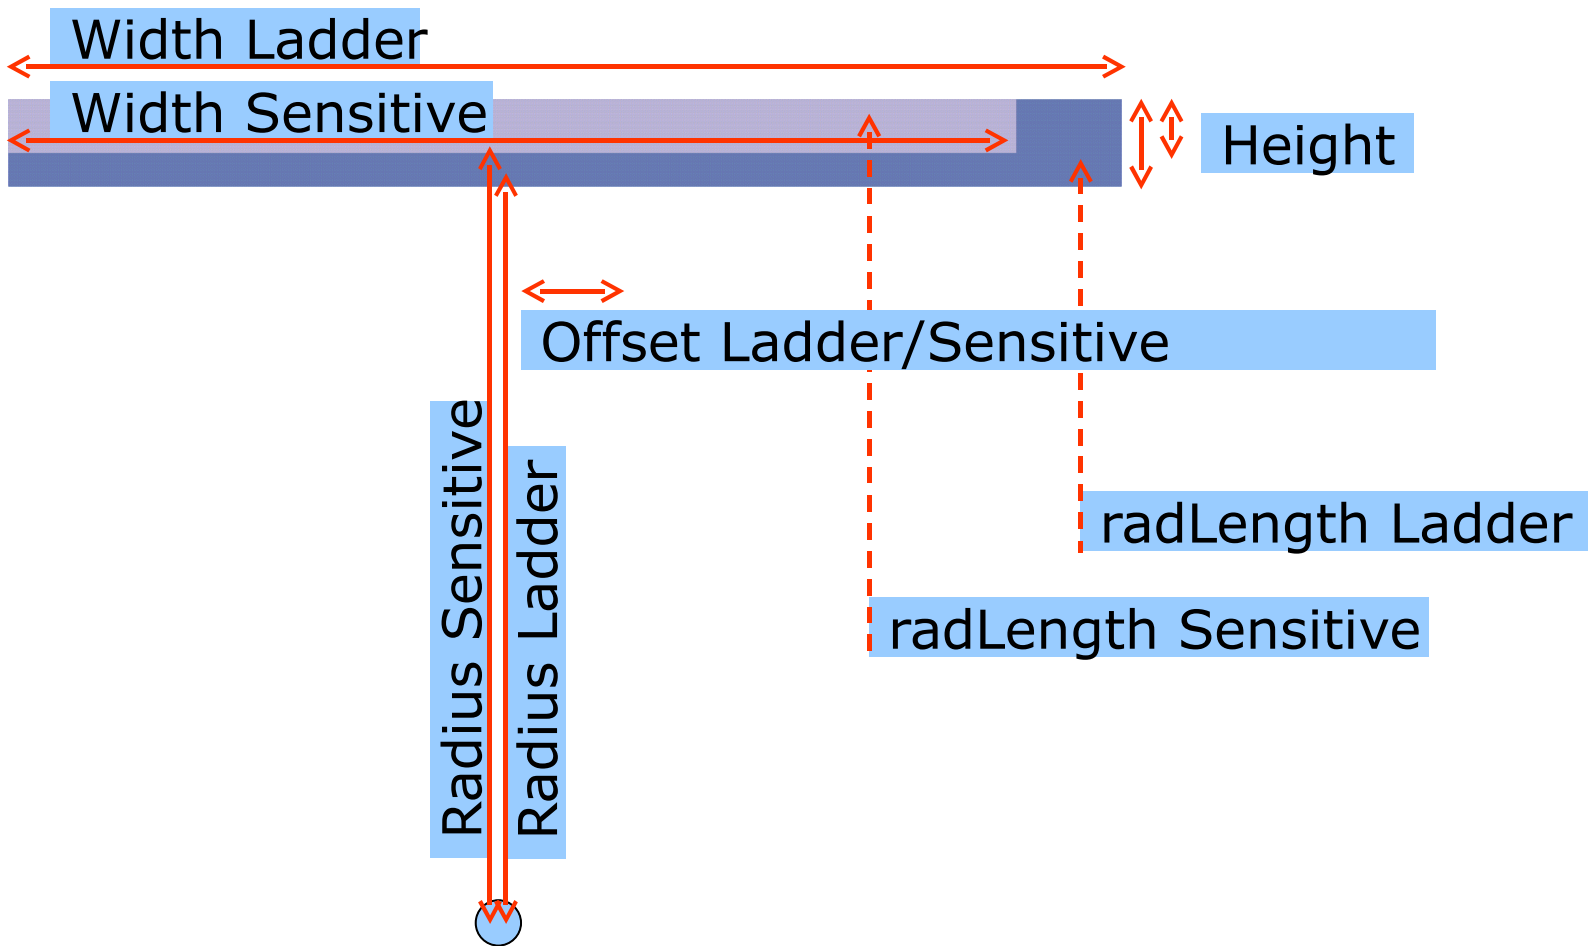 Width Ladder
Width Sensitive
Height
Offset Ladder/Sensitive
Radius Sensitive
Radius Ladder
radLength Ladder
radLength Sensitive